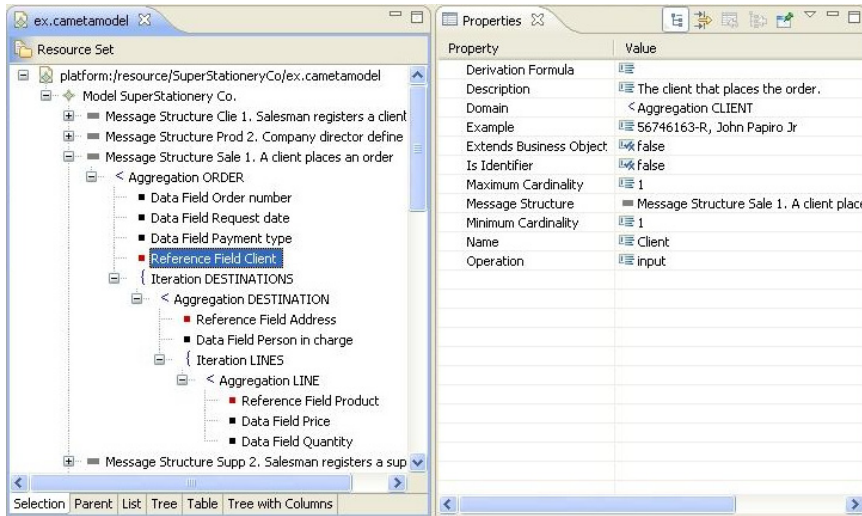 ex.cametamodel
Resource Set
platform:/resource/SuperStationeryCo/ex.cametamodel
Model SuperStationery Co.
Message Structure Clie 1. Salesman registers a client
Message Structure Prod 2. Company director define
Message Structure Sale 1. A client places an order
< Aggregation ORDER
Data Field Order number
Data Field Request date
Data Field Payment type
Reference Field Client
{ Iteration DESTINATIONS
< Aggregation DESTINATION
Reference Field Address
Data Field Person in charge
{ Iteration LINES
< Aggregation LINE
Reference Field Product
Data Field Price
Data Field Quantity
Message Structure Supp 2. Salesman registers a sup
Selection Parent List Tree Table Tree with Columns
Properties
Property Value
Derivation Formula
Description The client that places the order.
Domain < Aggregation CLIENT
Example 56746163-R, John Papiro Jr
Extends Business Object false
Is Identifier false
Maximum Cardinality 1
Message Structure Message Structure Sale 1. A client place
Minimum Cardinality 1
Name Client
Operation input